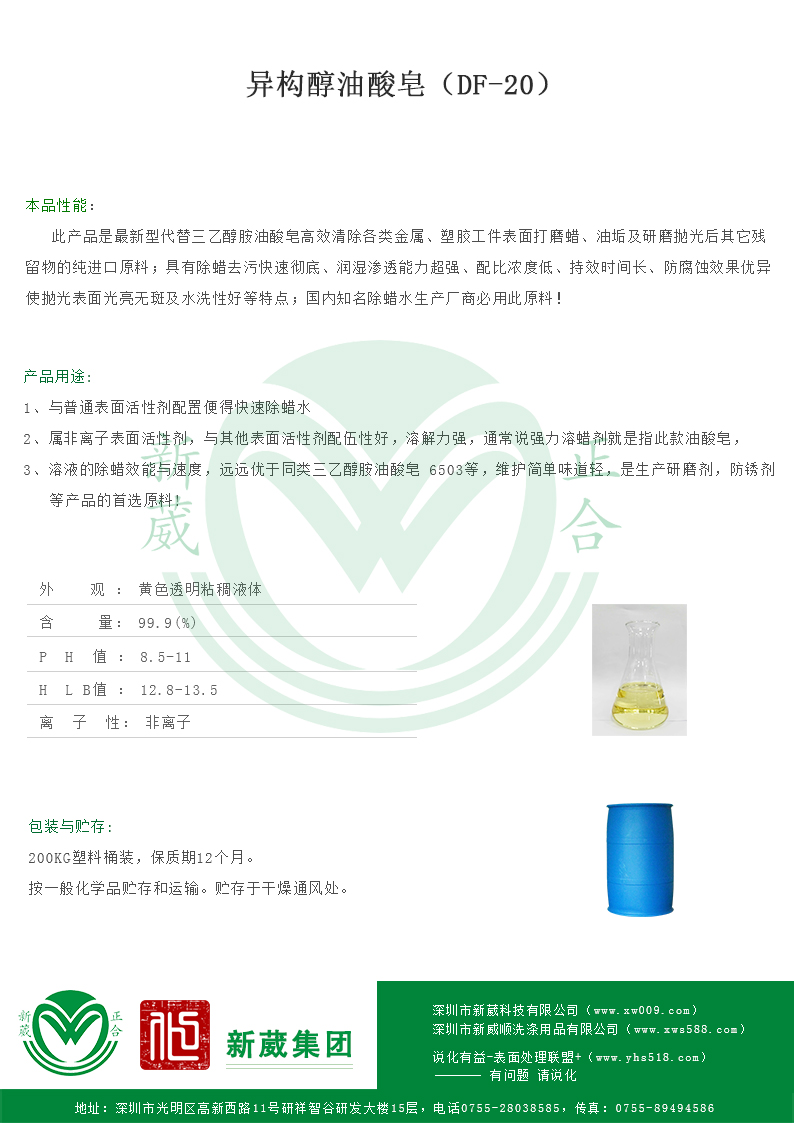 异构醇油酸皂（DF-20）
本品性能：
此产品是最新型代替三乙醇胺油酸皂高效清除各类金属、塑胶工件表面打磨蜡、油垢及研磨抛光后其它残
留物的纯进口原料；具有除蜡去污快速彻底、润湿渗透能力超强、配比浓度低、持效时间长、防腐蚀效果优异
使抛光表面光亮无斑及水洗性好等特点；国内知名除蜡水生产厂商必用此原料！
产品用途：
1、与普通表面活性剂配置便得快速除蜡水
2、属非离子表面活性剂，与其他表面活性剂配伍性好，溶解力强，通常说强力溶蜡剂就是指此款油酸皂，
3、溶液的除蜡效能与速度，远远优于同类三乙醇胺油酸皂 6503等，维护简单味道轻，是生产研磨剂，防锈剂
等产品的首选原料！
新葳 正合
外 观 ： 黄色透明粘稠液体
含 量： 99.9(%)
P H 值 ： 8.5-11
H L B值 ： 12.8-13.5
离 子 性： 非离子
包装与贮存:
200KG塑料桶装，保质期12个月。
按一般化学品贮存和运输。贮存于干燥通风处。
新葳 正合
新葳集团
深圳市新葳科技有限公司（www.xw009.com）
深圳市新威顺洗涤用品有限公司（www.xws588.com）
说化有益-表面处理联盟+（www.yhs518.com）
——— 有问题 请说化
地址：深圳市光明区高新西路11号研祥智谷研发大楼15层，电话0755-28038585，传真：0755-89494586